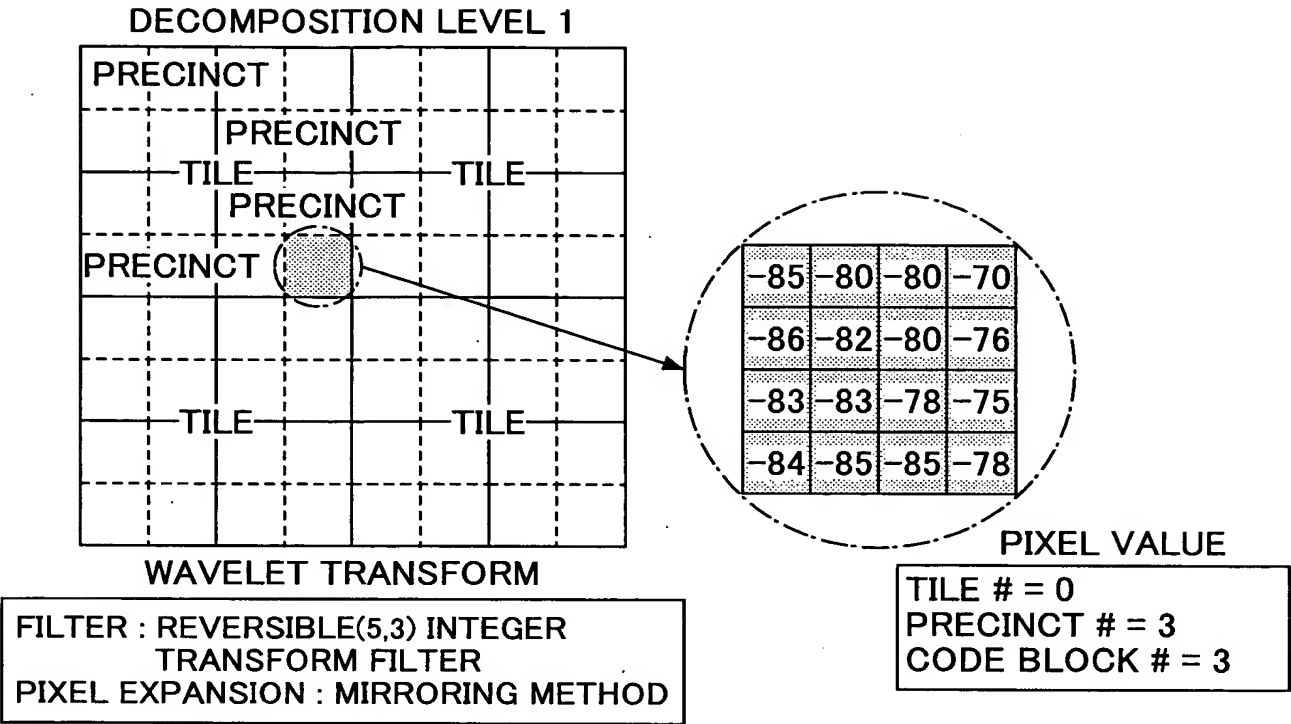 DECOMPOSITION LEVEL 1
PRECINCT
PRECINCT
TILE TILE
PRECINCT
PRECINCT
-85 -80 -80 -70
-86 -82 -80 -76
-83 -83 -78 -75
-84 -85 -85 -78
TILE TILE
PIXEL VALUE
TILE # = 0
PRECINCT # = 3
CODE BLOCK # = 3
WAVELET TRANSFORM
FILTER : REVERSIBLE(5,3) INTEGER
TRANSFORM FILTER
PIXEL EXPANSION : MIRRORING METHOD